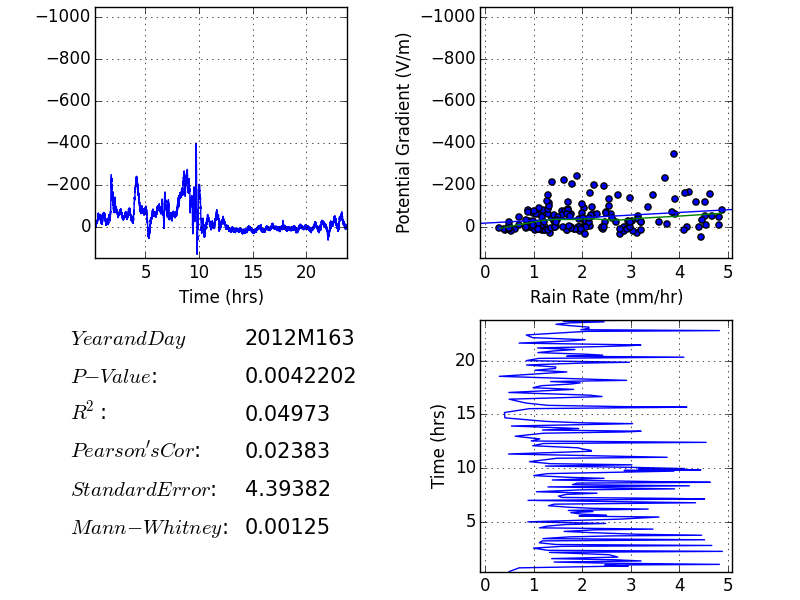 −1000
−800
−600
−400
−200
0
5 10 15 20
Time (hrs)
Potential Gradient (V/m)
−1000
−800
−600
−400
−200
0
0 1 2 3 4 5
Rain Rate (mm/hr)
YearandDay 2012M163
P−Value: 0.0042202
R²: 0.04973
Pearson'sCor: 0.02383
StandardError: 4.39382
Mann−Whitney: 0.00125
Time (hrs)
20
15
10
5
0 1 2 3 4 5